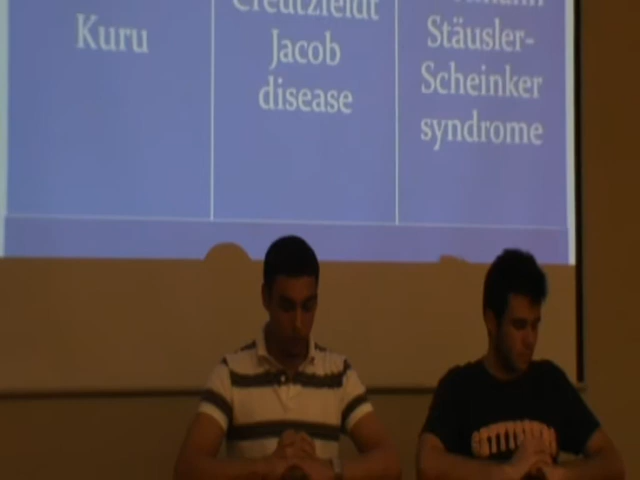 Kuru
Creutzfeldt
Jacob
disease
Stäusler-
Scheinker
syndrome